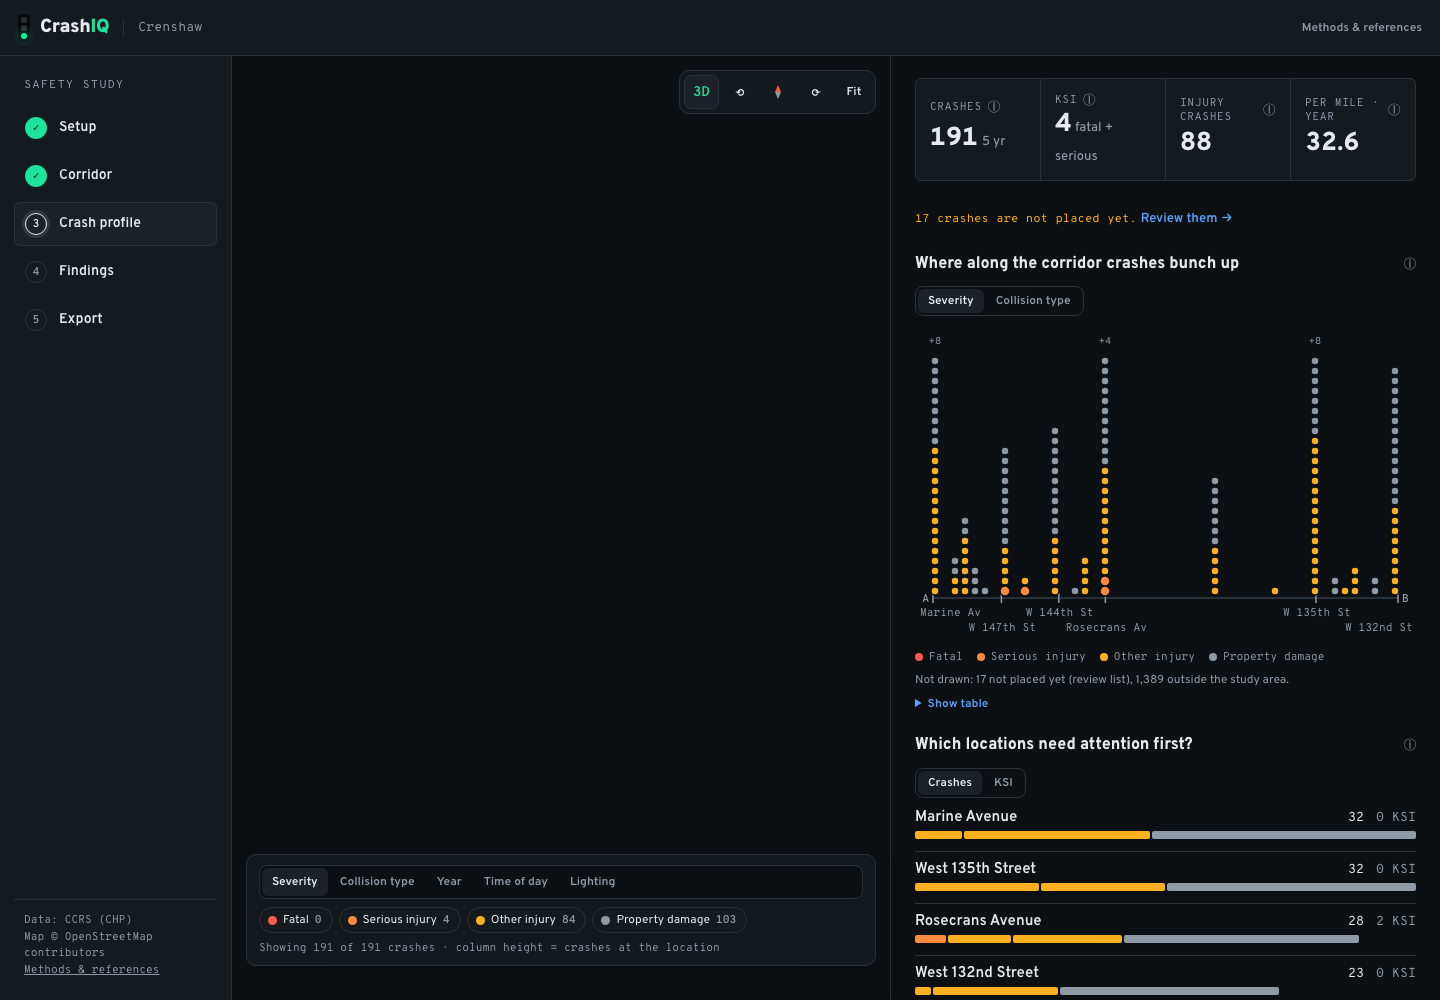 CrashIQ
Crenshaw
Methods & references
SAFETY STUDY
✓ Setup
✓ Corridor
3 Crash profile
4 Findings
5 Export
Data: CCRS (CHP)
Map © OpenStreetMap
contributors
Methods & references
3D
Fit
Severity Collision type Year Time of day Lighting
Fatal 0 Serious injury 4 Other injury 84 Property damage 103
Showing 191 of 191 crashes · column height = crashes at the location
CRASHES ⓘ
191 5 yr
KSI ⓘ
4 fatal +
serious
INJURY
CRASHES ⓘ
88
PER MILE ·
YEAR ⓘ
32.6
17 crashes are not placed yet. Review them →
Where along the corridor crashes bunch up ⓘ
Severity Collision type
+8 +4 +8
A B
Marine Av W 144th St W 135th St
W 147th St Rosecrans Av W 132nd St
Fatal Serious injury Other injury Property damage
Not drawn: 17 not placed yet (review list), 1,389 outside the study area.
▶ Show table
Which locations need attention first? ⓘ
Crashes KSI
Marine Avenue 32 0 KSI
West 135th Street 32 0 KSI
Rosecrans Avenue 28 2 KSI
West 132nd Street 23 0 KSI